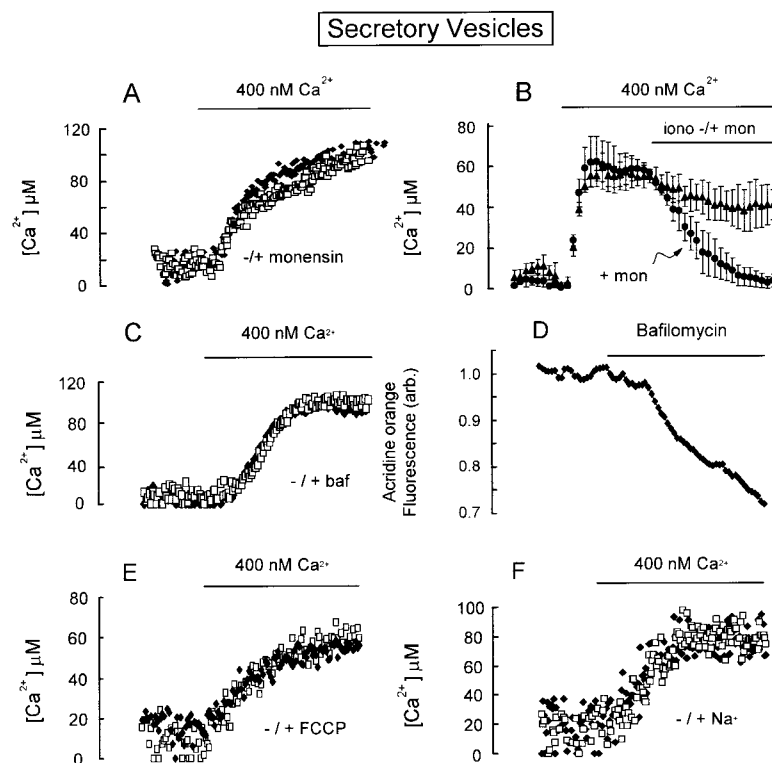 Secretory Vesicles
A
400 nM Ca²⁺
[Ca²⁺] µM
120
80
40
0
-/+ monensin
B
400 nM Ca²⁺
iono -/+ mon
[Ca²⁺] µM
80
60
40
20
0
+ mon
C
400 nM Ca²⁺
[Ca²⁺] µM
120
80
40
0
- / + baf
D
Bafilomycin
Acridine orange
Fluorescence (arb.)
1.0
0.9
0.8
0.7
E
400 nM Ca²⁺
[Ca²⁺] µM
80
60
40
20
0
- / + FCCP
F
400 nM Ca²⁺
[Ca²⁺] µM
100
80
60
40
20
0
- / + Na⁺